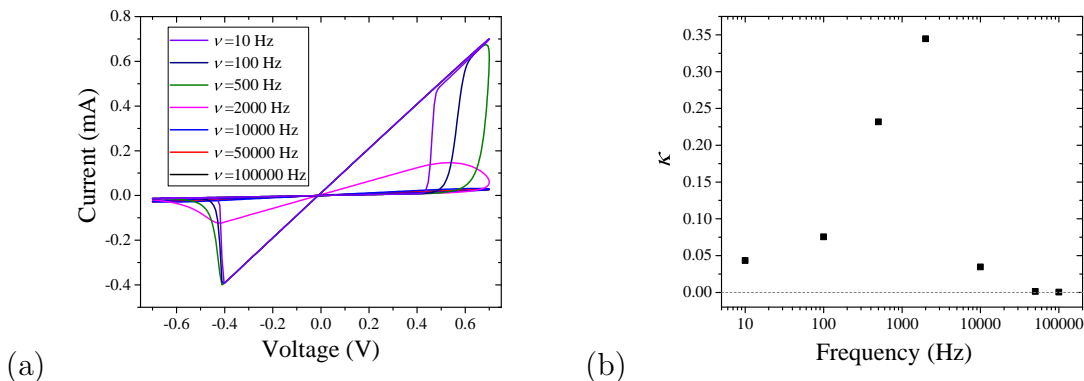 0.8
0.6
0.4
0.2
0.0
-0.2
-0.4
Current (mA)
ν=10 Hz
ν=100 Hz
ν=500 Hz
ν=2000 Hz
ν=10000 Hz
ν=50000 Hz
ν=100000 Hz
-0.6 -0.4 -0.2 0.0 0.2 0.4 0.6
Voltage (V)
(a)
0.35
0.30
0.25
0.20
0.15
0.10
0.05
0.00
κ
10 100 1000 10000 100000
Frequency (Hz)
(b)